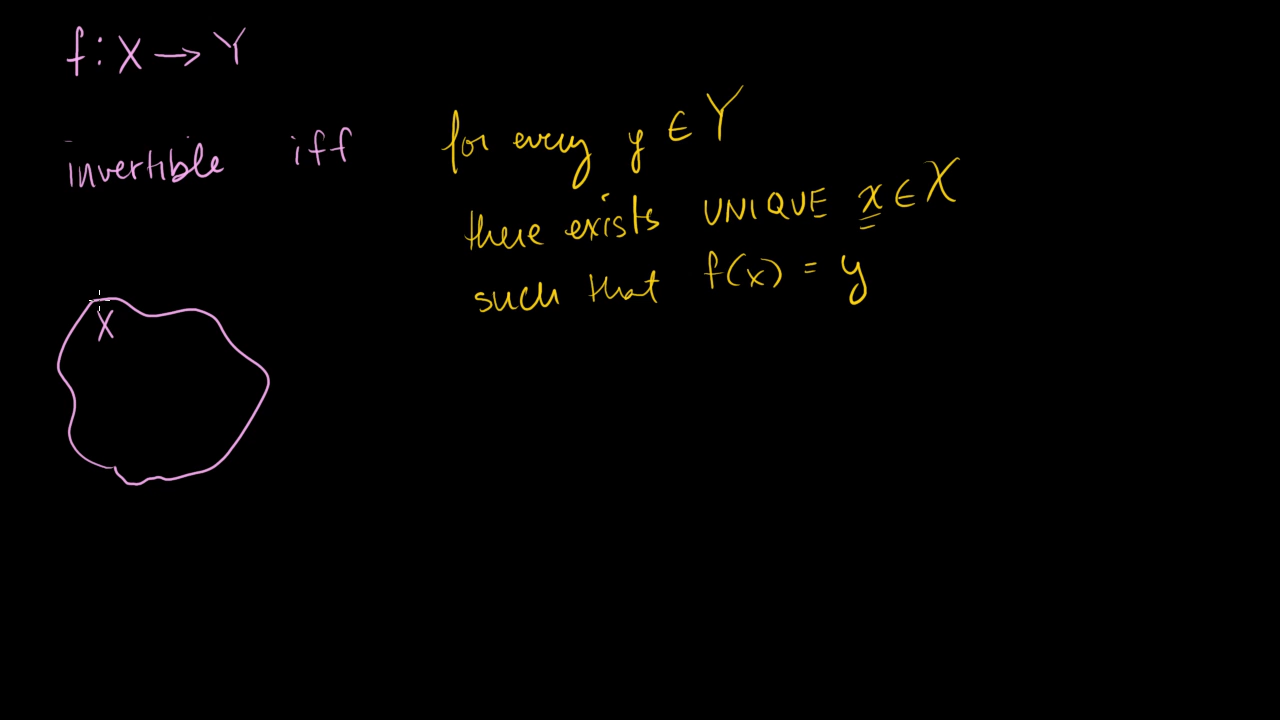 f: X → Y
invertible iff for every y ∈ Y
there exists UNIQUE x ∈ X
such that f(x) = y
X